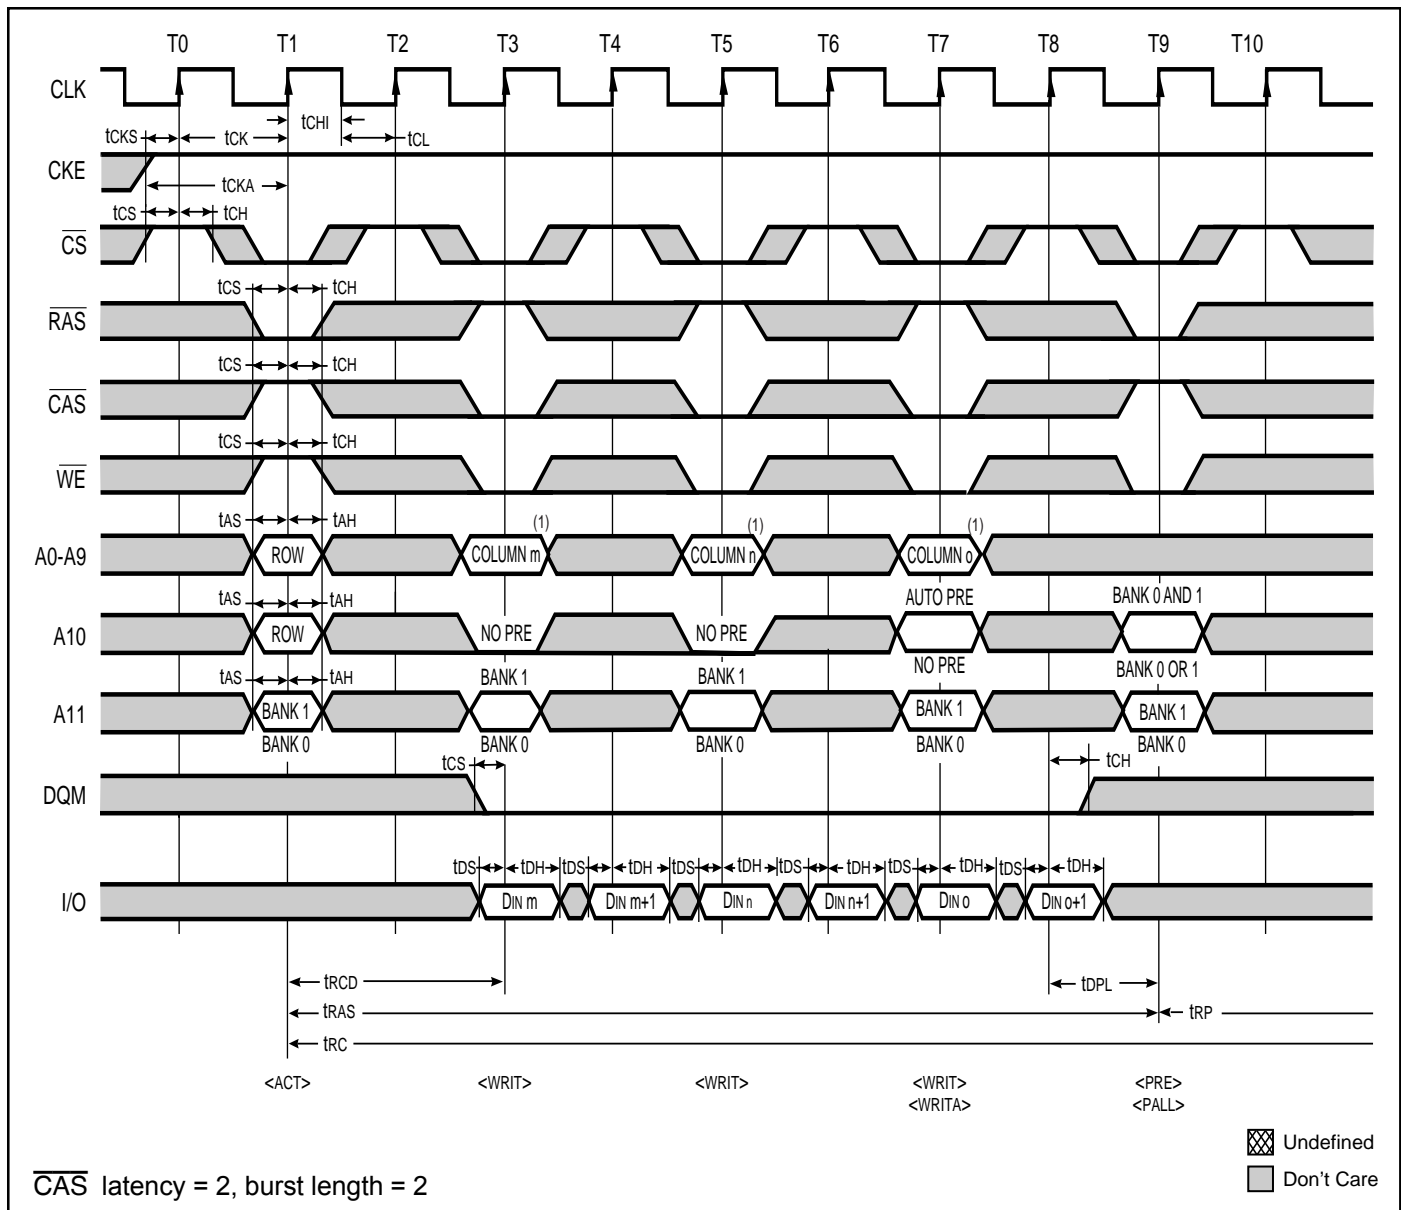 T0 T1 T2 T3 T4 T5 T6 T7 T8 T9 T10
CLK
tCHI
tCKS tCK tCL
CKE
tCKA
tCS tCH
CS
tCS tCH
RAS
tCS tCH
CAS
tCS tCH
WE
tAS tAH (1) (1) (1)
A0-A9 ROW COLUMN m COLUMN n COLUMN o
tAS tAH AUTO PRE BANK 0 AND 1
A10 ROW NO PRE NO PRE
NO PRE BANK 0 OR 1
tAS tAH BANK 1 BANK 1
A11 BANK 1 BANK 1 BANK 1
BANK 0 BANK 0 BANK 0 BANK 0 BANK 0
tCS tCH
DQM
tDS tDH tDS tDH tDS tDH tDS tDH tDS tDH tDS tDH
I/O DIN m DIN m+1 DIN n DIN n+1 DIN o DIN o+1
tRCD tDPL
tRAS tRP
tRC
<ACT> <WRIT> <WRIT> <WRIT> <PRE>
<WRITA> <PALL>
Undefined
Don't Care
CAS latency = 2, burst length = 2